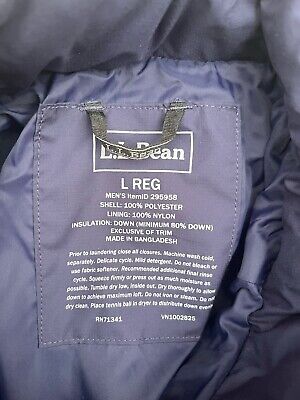 L.L.Bean
L REG
MEN'S ItemID 295958
SHELL: 100% POLYESTER
LINING: 100% NYLON
INSULATION: DOWN (MINIMUM 80% DOWN)
EXCLUSIVE OF TRIM
MADE IN BANGLADESH
Prior to laundering close all closures. Machine wash cold,
separately. Delicate cycle. Mild detergent. Do not bleach or
use fabric softener. Recommended additional final rinse
cycle. Squeeze firmly or press out as much moisture as
possible. Tumble dry low, inside out. Dry thoroughly to allow
down to achieve maximum loft. Do not iron or steam. Do not
dry clean. Place tennis ball in dryer to distribute down evenly.
RN71341 VN1002825